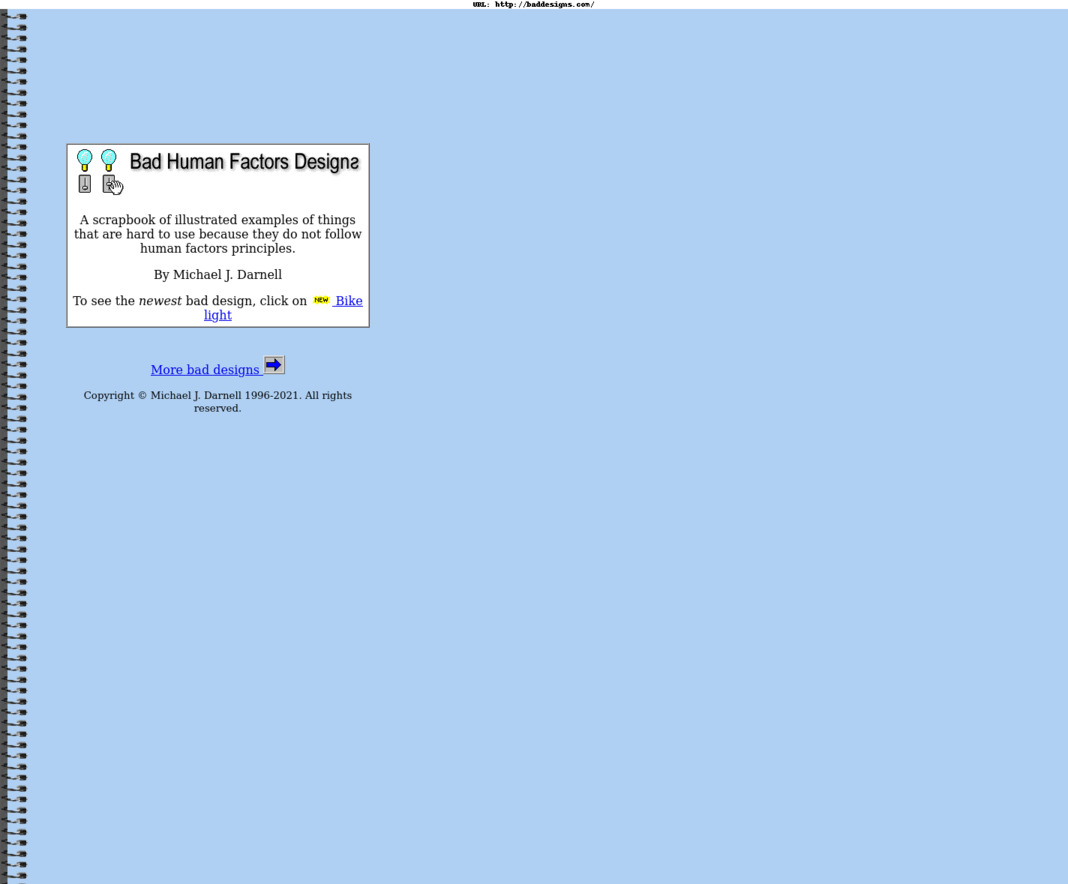 URL: http://baddesigns.com/
Bad Human Factors Designs
A scrapbook of illustrated examples of things
that are hard to use because they do not follow
human factors principles.
By Michael J. Darnell
To see the newest bad design, click on NEW Bike
light
More bad designs
Copyright © Michael J. Darnell 1996-2021. All rights
reserved.